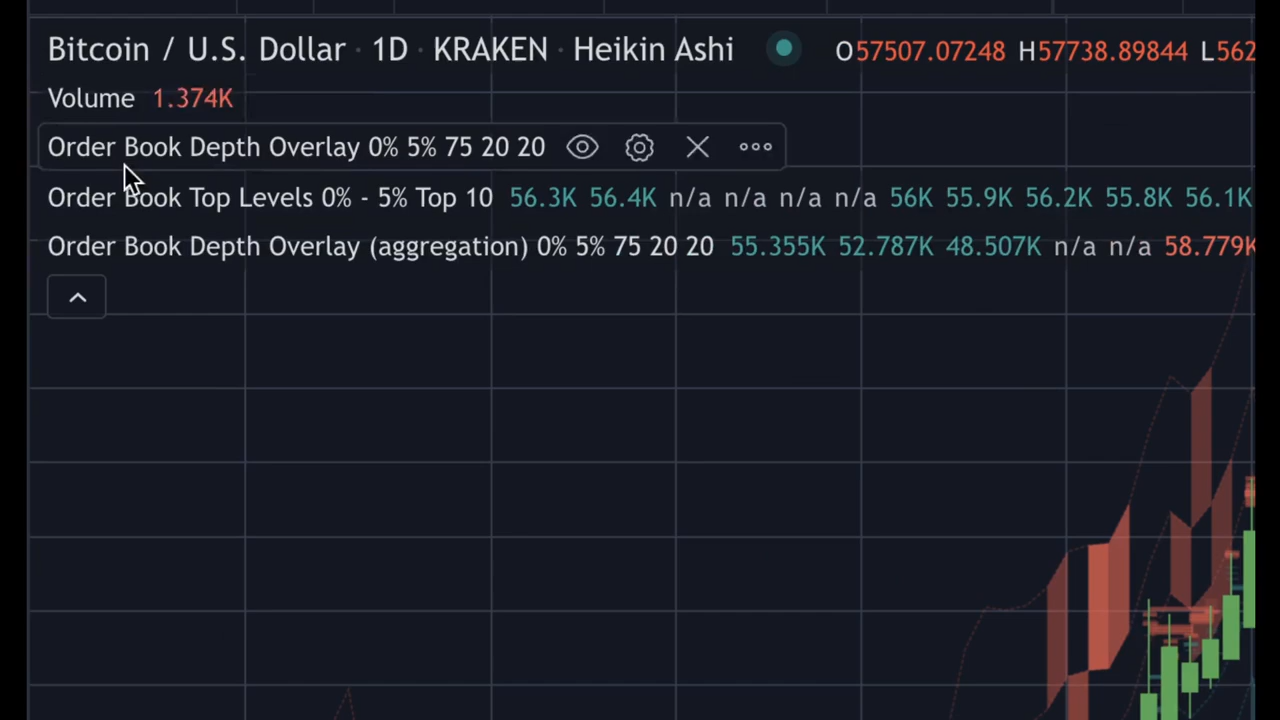 Bitcoin / U.S. Dollar · 1D · KRAKEN · Heikin Ashi O57507.07248 H57738.89844 L562
Volume 1.374K
Order Book Depth Overlay 0% 5% 75 20 20
Order Book Top Levels 0% - 5% Top 10 56.3K 56.4K n/a n/a n/a n/a 56K 55.9K 56.2K 55.8K 56.1K
Order Book Depth Overlay (aggregation) 0% 5% 75 20 20 55.355K 52.787K 48.507K n/a n/a 58.779K